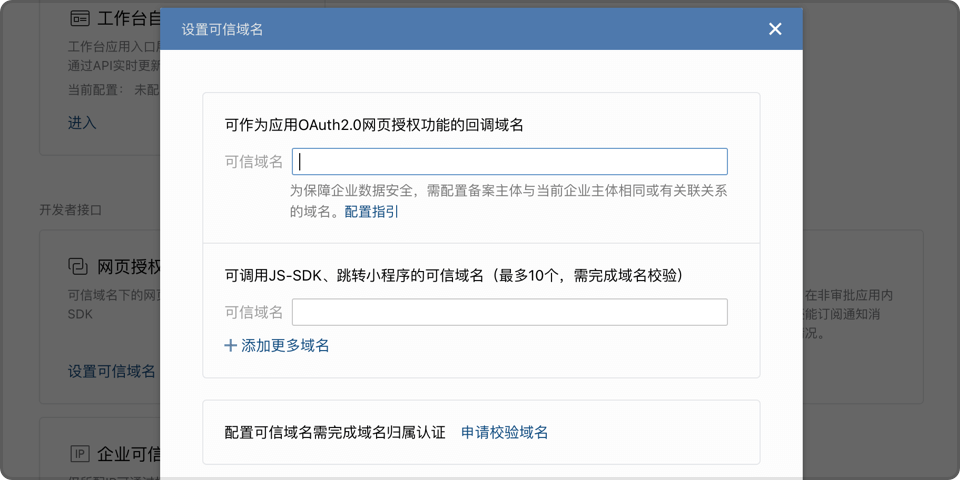 工作台自
工作台应用入口
通过API实时更新
当前配置： 未配
进入
开发者接口
网页授权
可信域名下的网页
SDK
设置可信域名
IP 企业可信
设置可信域名
可作为应用OAuth2.0网页授权功能的回调域名
可信域名
为保障企业数据安全，需配置备案主体与当前企业主体相同或有关联关系
的域名。配置指引
可调用JS-SDK、跳转小程序的可信域名（最多10个，需完成域名校验）
可信域名
添加更多域名
配置可信域名需完成域名归属认证 申请校验域名
在非审批应用内
能订阅通知消
况。